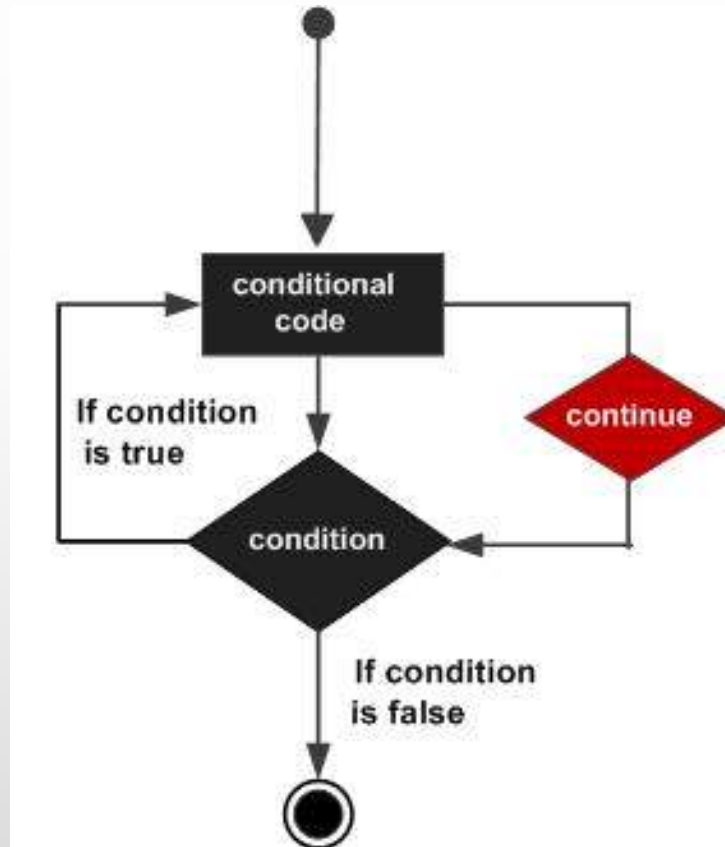 conditional
code
If condition
is true
continue
condition
If condition
is false